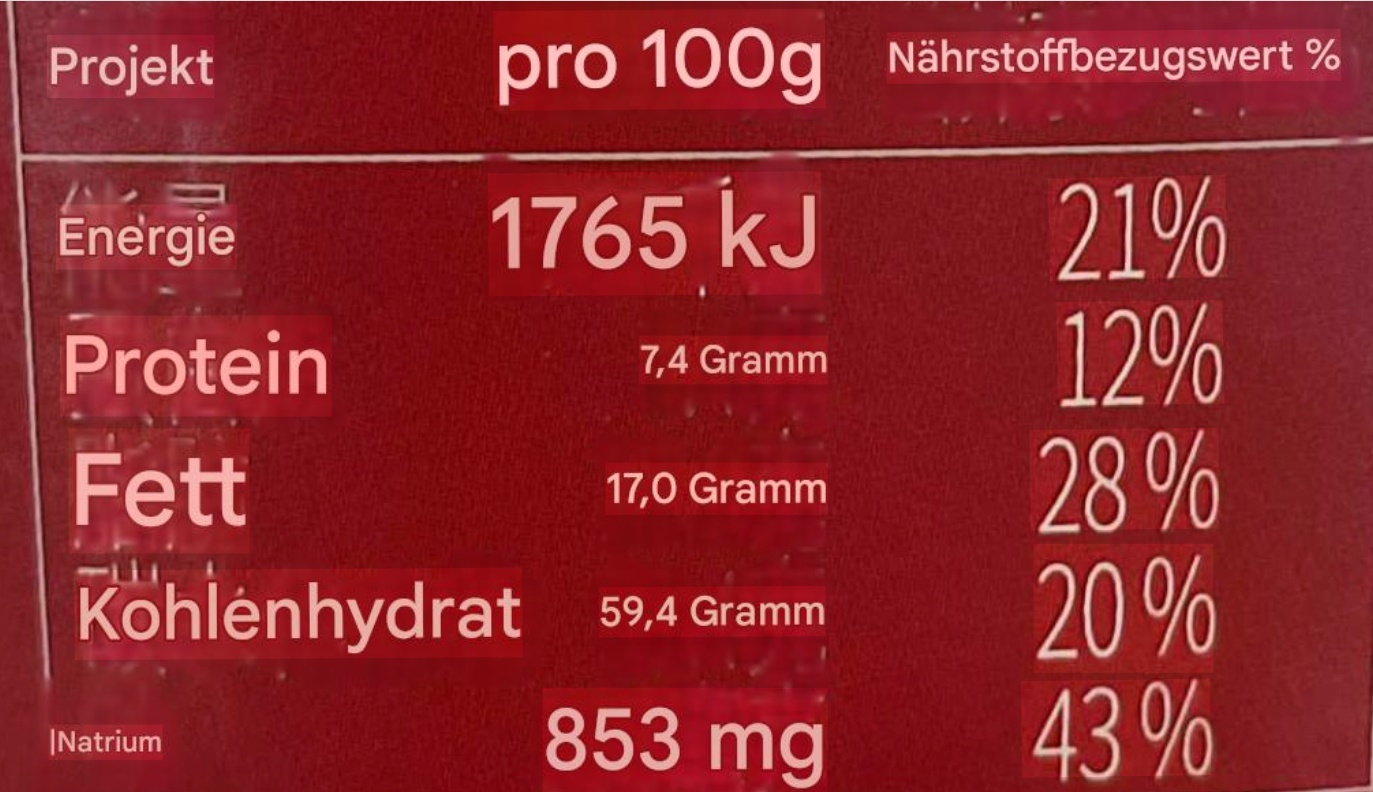 Projekt pro 100g Nährstoffbezugswert %
Energie 1765 kJ 21%
Protein 7,4 Gramm 12%
Fett 17,0 Gramm 28 %
Kohlenhydrat 59,4 Gramm 20 %
|Natrium 853 mg 43 %